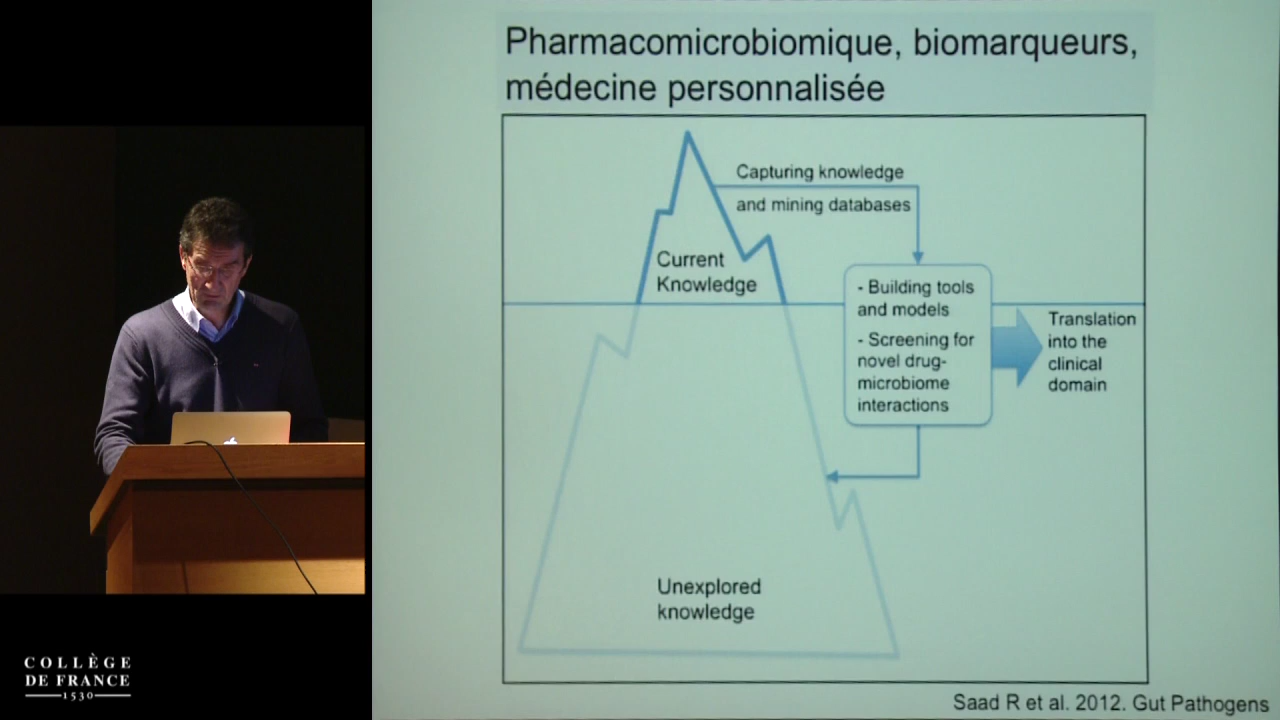 Pharmacomicrobiomique, biomarqueurs,
médecine personnalisée
Capturing knowledge
and mining databases
Current
Knowledge
- Building tools
and models
- Screening for
novel drug-
microbiome
interactions
Translation
into the
clinical
domain
Unexplored
knowledge
Saad R et al. 2012. Gut Pathogens
COLLÈGE
DE FRANCE
1530